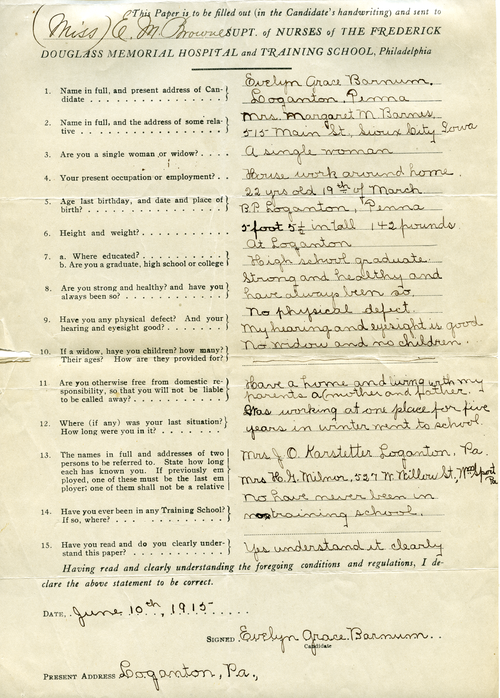 This Paper is to be filled out (in the Candidate's handwriting) and sent to
(Miss) E. M. Browne SUPT. of NURSES OF THE FREDERICK
DOUGLASS MEMORIAL HOSPITAL and TRAINING SCHOOL, Philadelphia
1. Name in full, and present address of Can-
didate
Evelyn Grace Barnum.
Loganton, Penna
2. Name in full, and the address of some rela-
tive
Mrs. Margaret M. Barnes
515 Main St, Sioux City Iowa
3. Are you a single woman or widow?
A single woman
4. Your present occupation or employment?
House work around home.
5. Age last birthday, and date and place of
birth?
22 yrs old 19th of March
B.P. Loganton, Penna
6. Height and weight?
5 foot 5½ in tall 142 pounds
7. a. Where educated?
b. Are you a graduate, high school or college
At Loganton
High school graduate
8. Are you strong and healthy? and have you
always been so?
Strong and healthy and
have always been so.
9. Have you any physical defect? And your
hearing and eyesight good?
No physical defect.
My hearing and eyesight is good
10. If a widow, have you children? how many?
Their ages? How are they provided for?
No widow and no children.
11 Are you otherwise free from domestic re-
sponsibility, so that you will not be liable
to be called away?
Have a home and living with my
parents a (mother and father.
12. Where (if any) was your last situation?
How long were you in it?
Was working at one place for five
years in winter went to school.
13. The names in full and addresses of two
persons to be referred to. State how long
each has known you. If previously em
ployed, one of these must be the last em
ployer; one of them shall not be a relative
Mrs J. O. Karstetter Loganton, Pa.
Mrs H. G. Milnor, 527 W. Willow St, Wmsport Pa
14. Have you ever been in any Training School?
If so, where?
No have never been in
no training school.
15. Have you read and do you clearly under-
stand this paper?
Yes understand it clearly
Having read and clearly understanding the foregoing conditions and regulations, I de-
clare the above statement to be correct.
DATE, June 10th, 1915
SIGNED Evelyn Grace Barnum.
Candidate
PRESENT ADDRESS Loganton, Pa.,